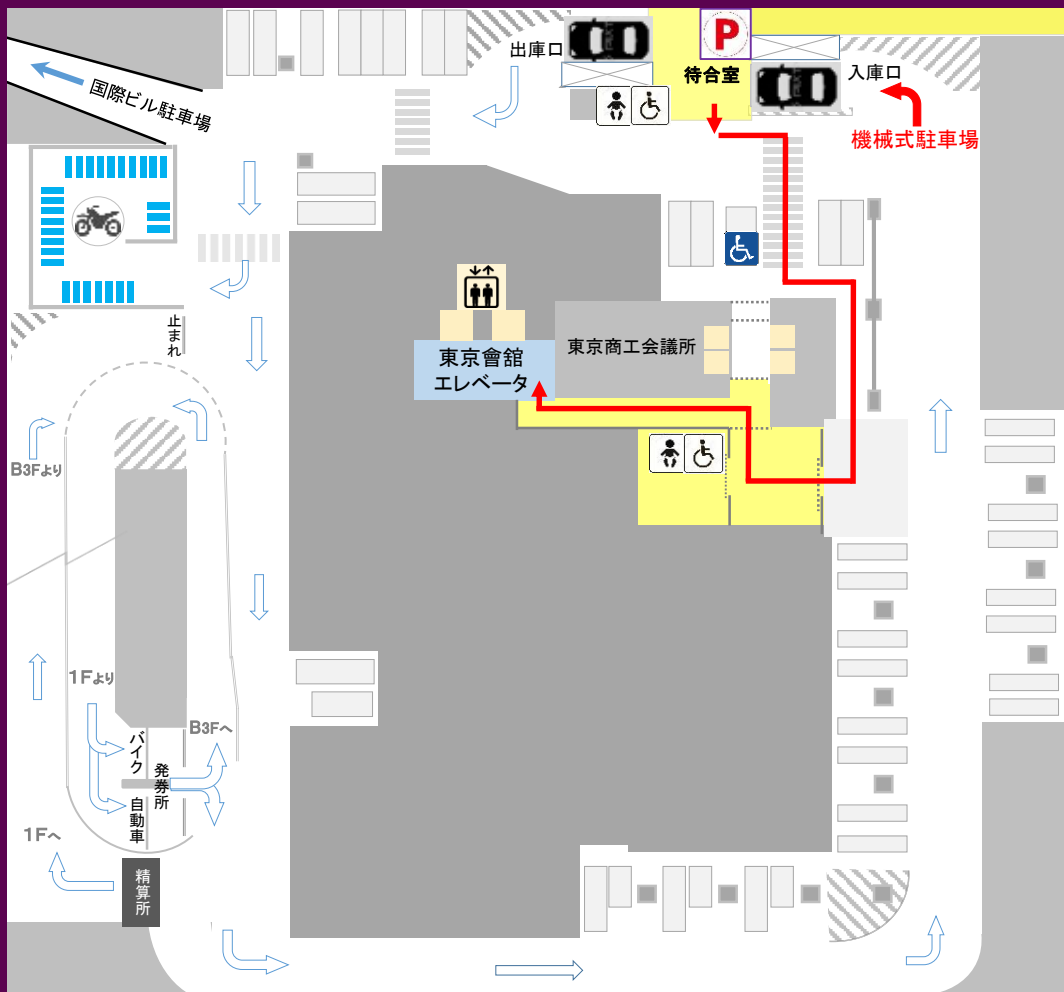 出庫口
P
待合室
入庫口
機械式駐車場
国際ビル駐車場
止まれ
東京會舘
エレベータ
東京商工会議所
B3Fより
1Fより
B3Fへ
バイク
発券所
自動車
1Fへ
精算所